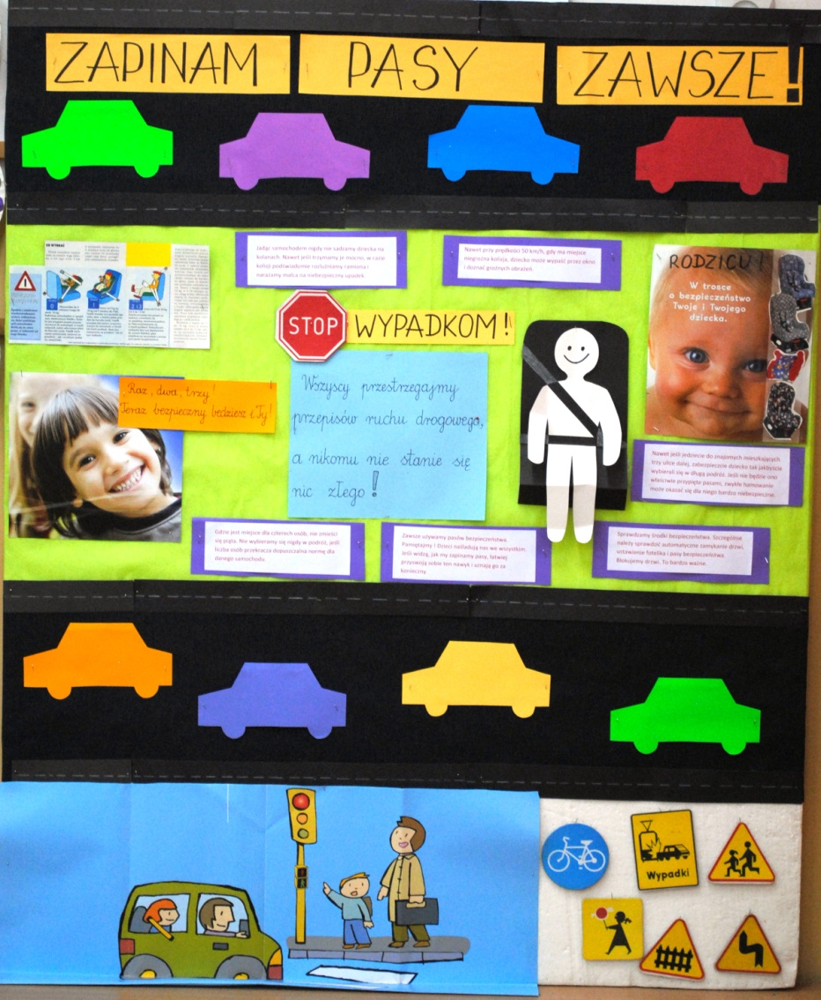 ZAPINAM PASY ZAWSZE!
CO WYBRAĆ
0
1
2 i 3
Jadąc samochodem nigdy nie sadzamy dziecka na
kolanach. Nawet jeśli trzymamy je mocno, w razie
kolizji podświadomie rozluźniamy ramiona i
narażamy malca na niebezpieczny upadek.
Nawet przy prędkości 50 km/h, gdy ma miejsce
niegroźna kolizja, dziecko może wypaść przez okno
i doznać groźnych obrażeń.
RODZICU
W trosce
o bezpieczeństwo
Twoje i Twojego
dziecka.
STOP
WYPADKOM!
Raz, dwa, trzy!
Teraz bezpieczny będziesz i Ty!
Wszyscy przestrzegajmy
przepisów ruchu drogowego,
a nikomu nie stanie się
nic złego!
Nawet jeśli jedziecie do znajomych mieszkających
trzy ulice dalej, zabezpieczcie dziecko tak jakbyście
wybierali się w długą podróż. Jeśli nie będzie ono
właściwie przypięte pasami, zwykłe hamowanie
może okazać się dla niego bardzo niebezpieczne.
Gdzie jest miejsce dla czterech osób, nie zmieści
się piąta. Nie wybieramy się nigdy w podróż, jeśli
liczba osób przekracza dopuszczalną normę dla
danego samochodu.
Zawsze używamy pasów bezpieczeństwa.
Pamiętajmy ! Dzieci naśladują nas we wszystkim.
Jeśli widzą, jak my zapinamy pasy, łatwiej
przyswoją sobie ten nawyk i uznają go za
konieczny.
Sprawdzamy środki bezpieczeństwa. Szczególnie
należy sprawdzić automatyczne zamykanie drzwi,
ustawienie fotelika i pasy bezpieczeństwa.
Blokujemy drzwi. To bardzo ważne.
Wypadki